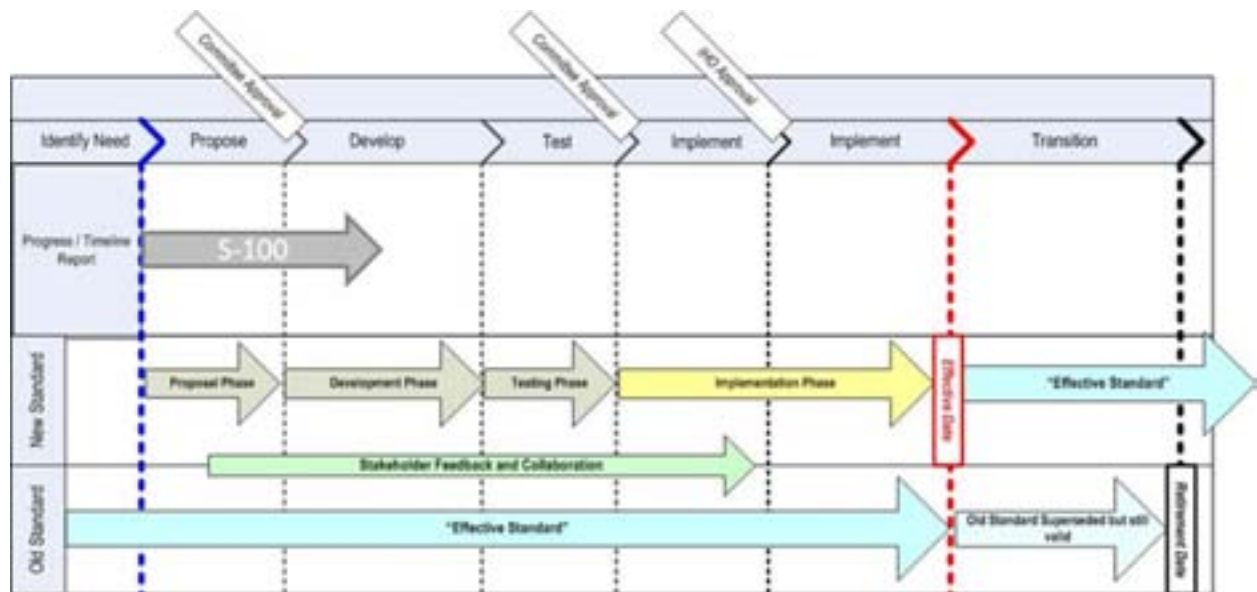 Committee Approval
Committee Approval
IHO Approval
Identify Need
Propose
Develop
Test
Implement
Implement
Transition
Progress / Timeline
Report
S-100
New Standard
Proposal Phase
Development Phase
Testing Phase
Implementation Phase
Effective Date
"Effective Standard"
Stakeholder Feedback and Collaboration
Old Standard
"Effective Standard"
Old Standard Superseded but still
valid
Retirement Date